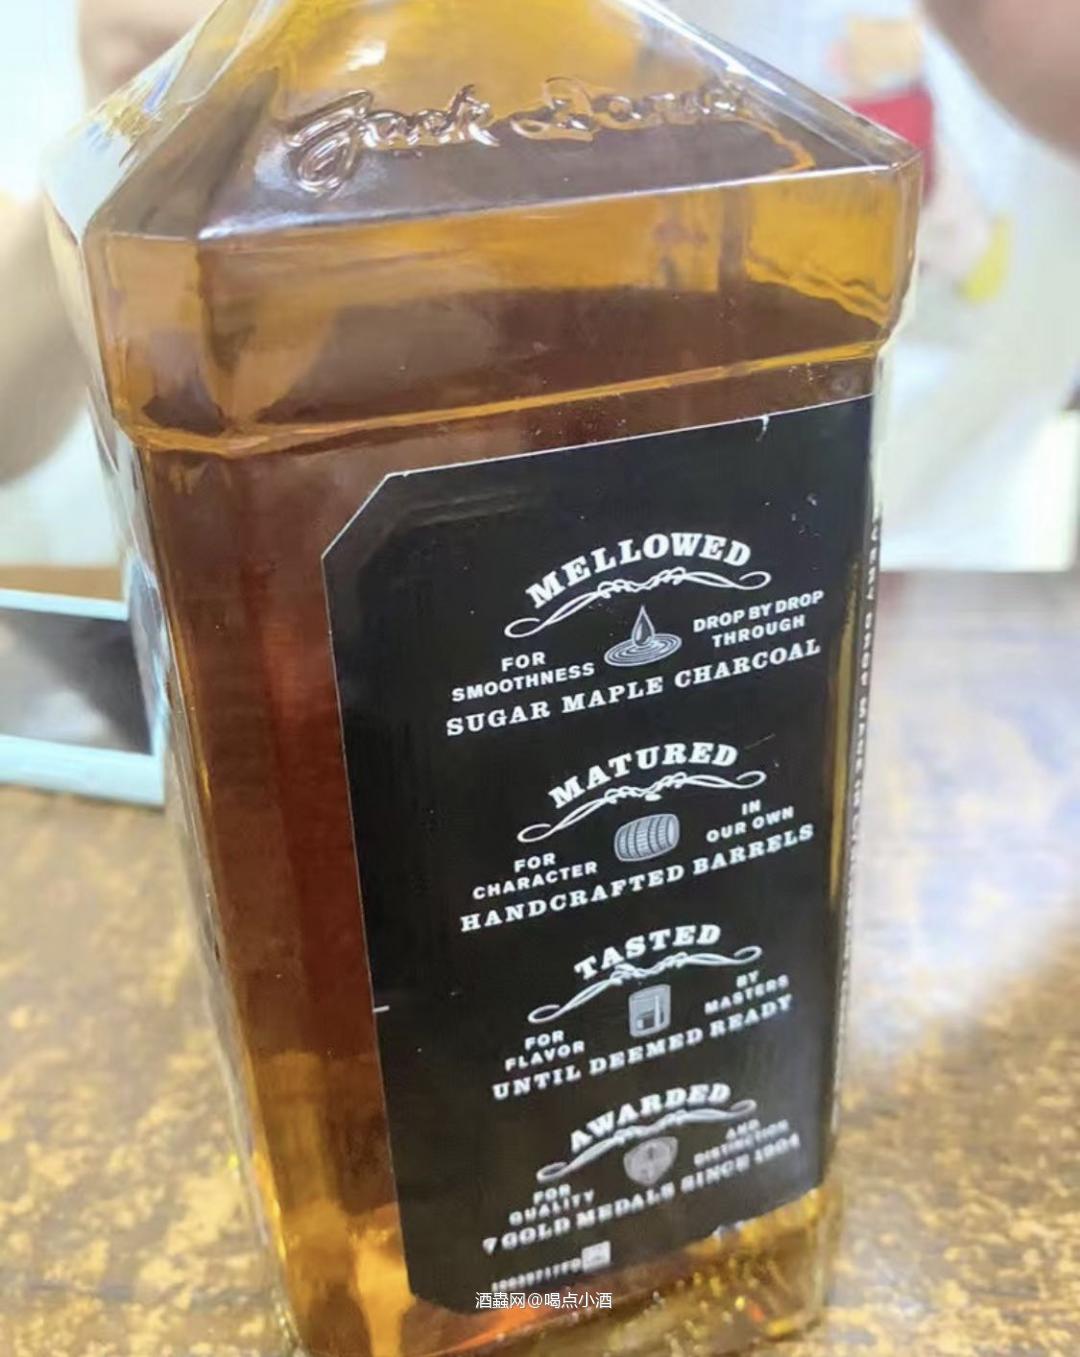 Jack Daniel
MELLOWED
FOR SMOOTHNESS
DROP BY DROP THROUGH
SUGAR MAPLE CHARCOAL
MATURED
FOR CHARACTER
IN OUR OWN
HANDCRAFTED BARRELS
TASTED
FOR FLAVOR
BY MASTERS
UNTIL DEEMED READY
AWARDED
FOR QUALITY
AND DISTINCTION
7 GOLD MEDALS SINCE 1904
酒蟲网@喝点小酒